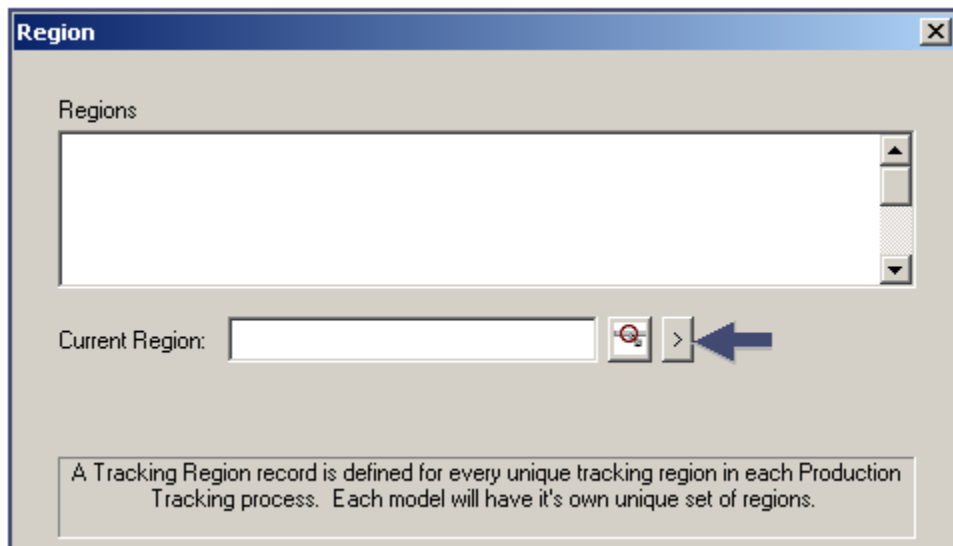 Region
Regions
Current Region:
>
A Tracking Region record is defined for every unique tracking region in each Production
Tracking process.  Each model will have it's own unique set of regions.